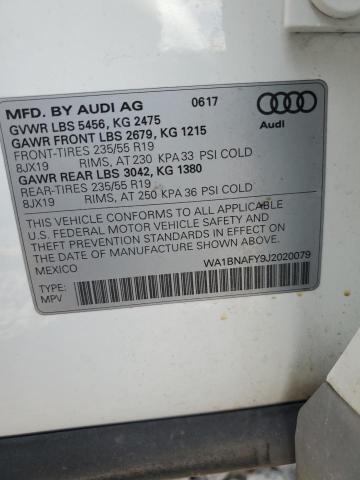 MFD. BY AUDI AG 0617
GVWR LBS 5456, KG 2475
GAWR FRONT LBS 2679, KG 1215
FRONT-TIRES 235/55 R19
8JX19 RIMS, AT 230 KPA 33 PSI COLD
GAWR REAR LBS 3042, KG 1380
REAR-TIRES 235/55 R19
8JX19 RIMS, AT 250 KPA 36 PSI COLD
Audi
THIS VEHICLE CONFORMS TO ALL APPLICABLE
U.S. FEDERAL MOTOR VEHICLE SAFETY AND
THEFT PREVENTION STANDARDS IN EFFECT ON
THE DATE OF MANUFACTURE SHOWN ABOVE.
MEXICO
WA1BNAFY9J2020079
TYPE:
MPV